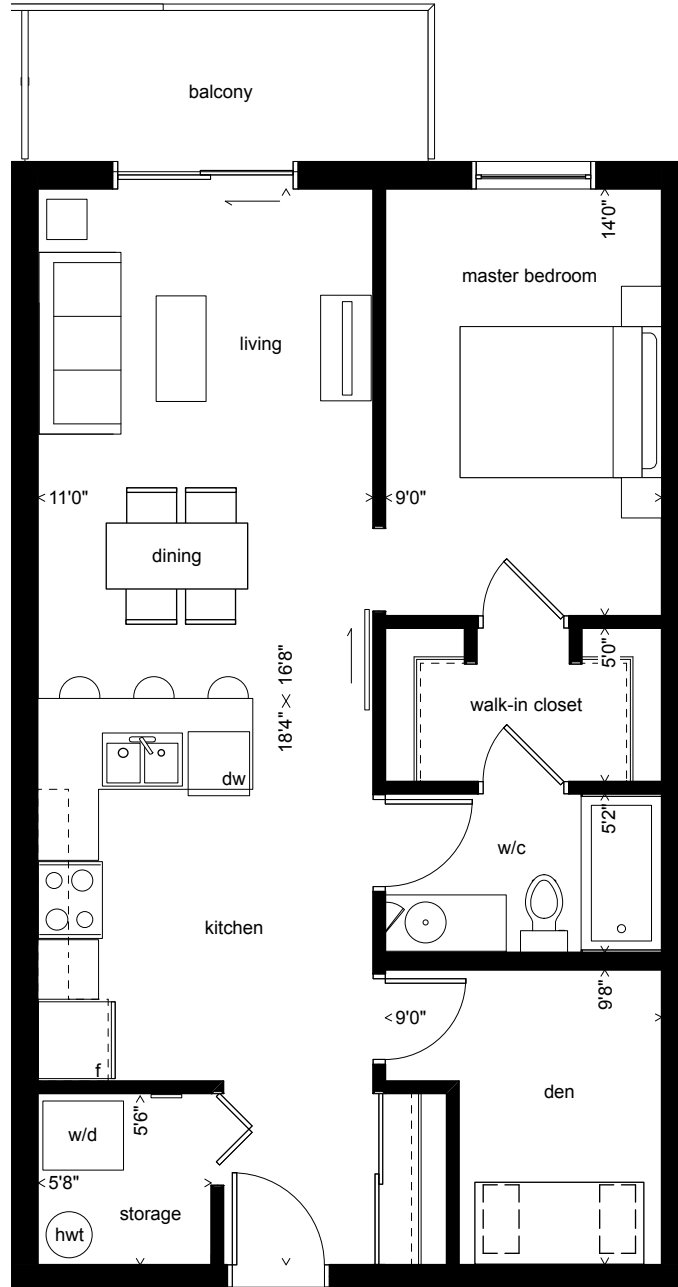 balcony
14'0"
master bedroom
living
11'0"
9'0"
dining
16'8"
18'4"
5'0"
walk-in closet
dw
5'2"
w/c
kitchen
9'8"
9'0"
f
den
5'6"
w/d
5'8"
storage
hwt